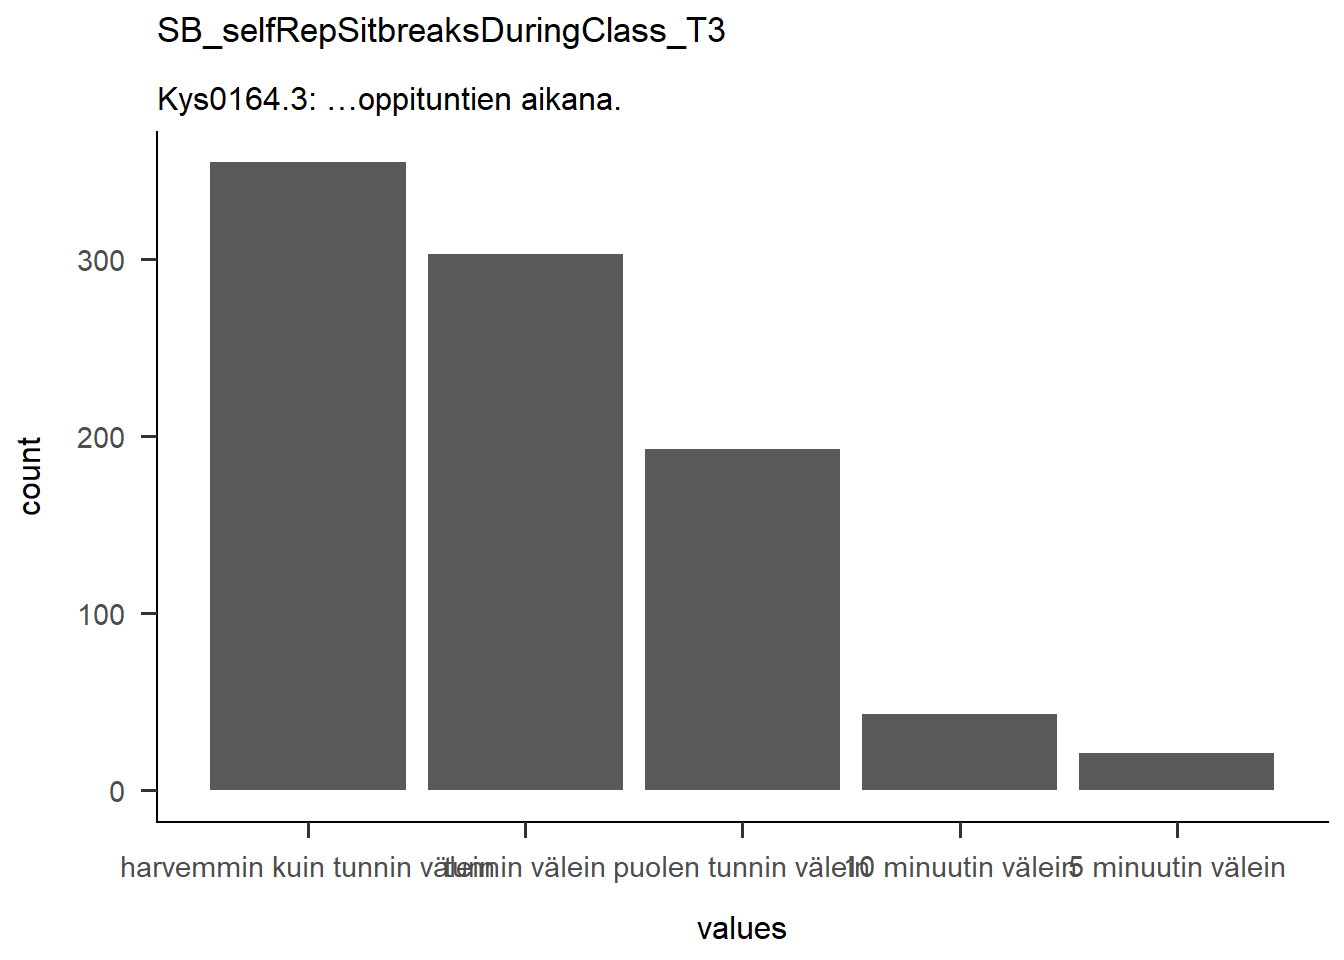 SB_selfRepSitbreaksDuringClass_T3
Kys0164.3: …oppituntien aikana.
count
300
200
100
0
harvemmin kuin tunnin välein tunnin välein puolen tunnin välein 10 minuutin välein 5 minuutin välein
values